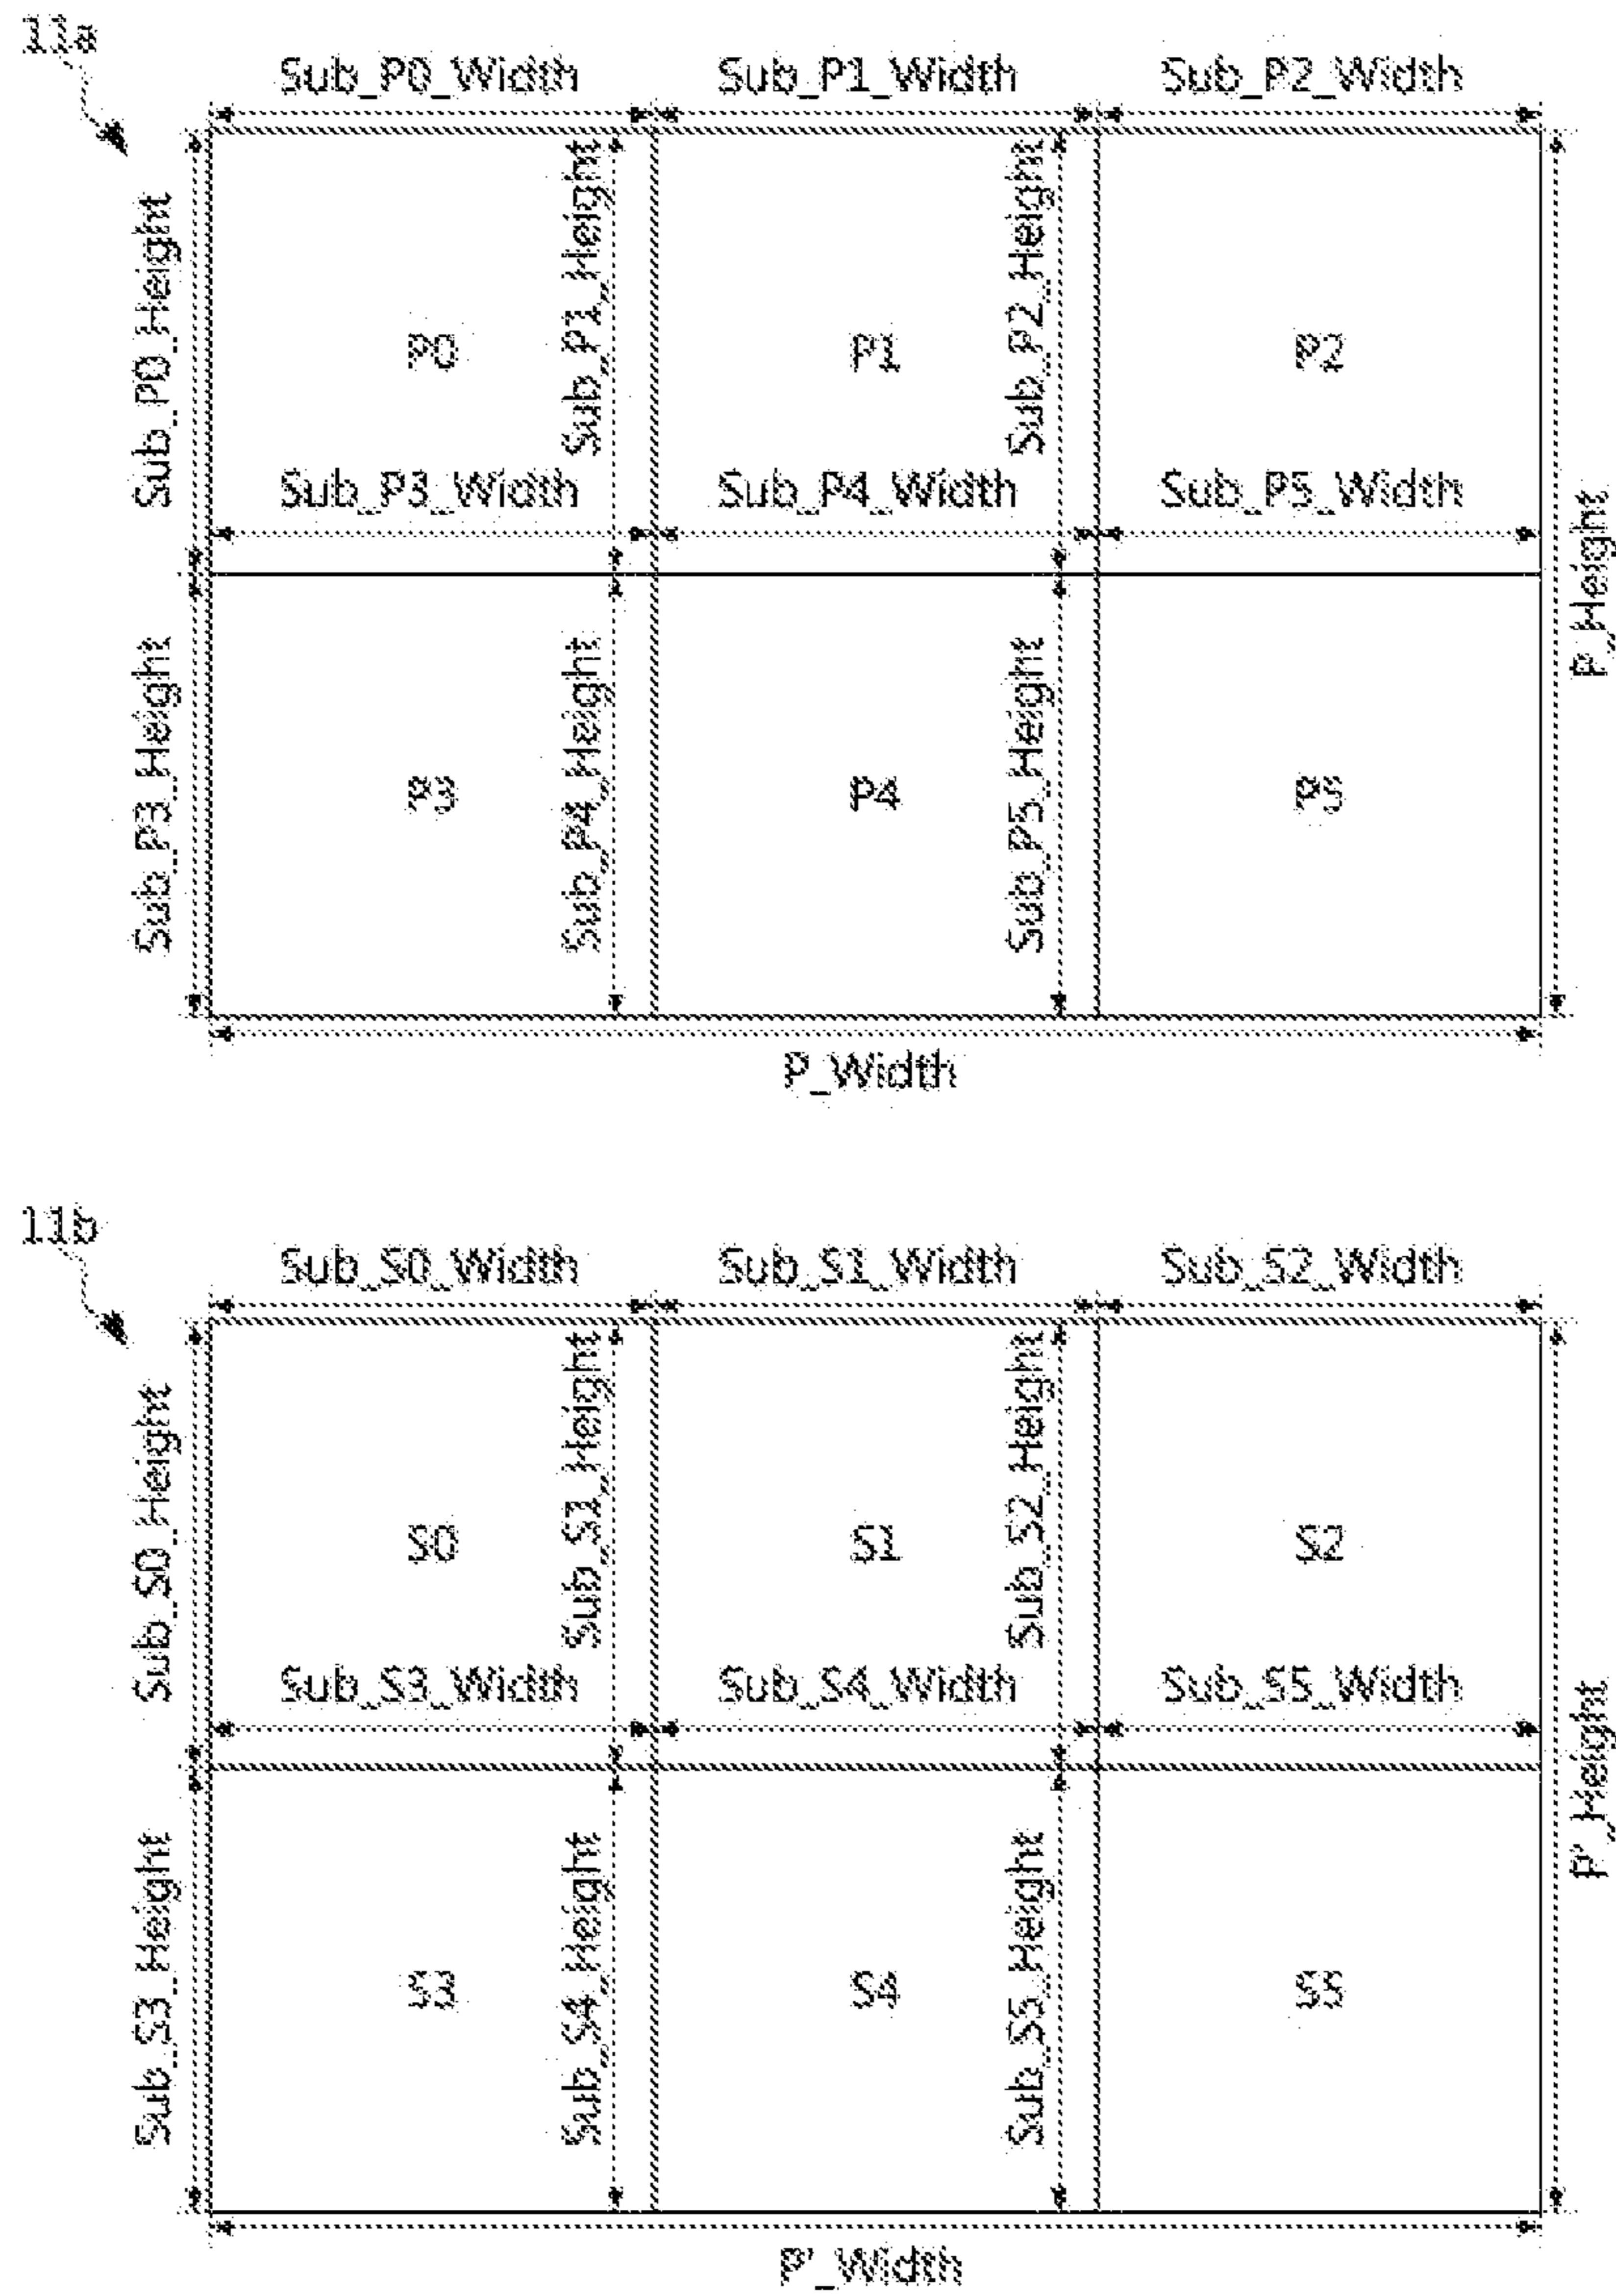 11a
Sub_P0_Width Sub_P1_Width Sub_P2_Width
Sub_P0_Height
Sub_P1_Height
Sub_P2_Height
P0 P1 P2
Sub_P3_Width Sub_P4_Width Sub_P5_Width
P_Height
Sub_P3_Height
Sub_P4_Height
Sub_P5_Height
P3 P4 P5
P_Width
11b
Sub_S0_Width Sub_S1_Width Sub_S2_Width
Sub_S0_Height
Sub_S1_Height
Sub_S2_Height
S0 S1 S2
Sub_S3_Width Sub_S4_Width Sub_S5_Width
P'_Height
Sub_S3_Height
Sub_S4_Height
Sub_S5_Height
S3 S4 S5
P'_Width